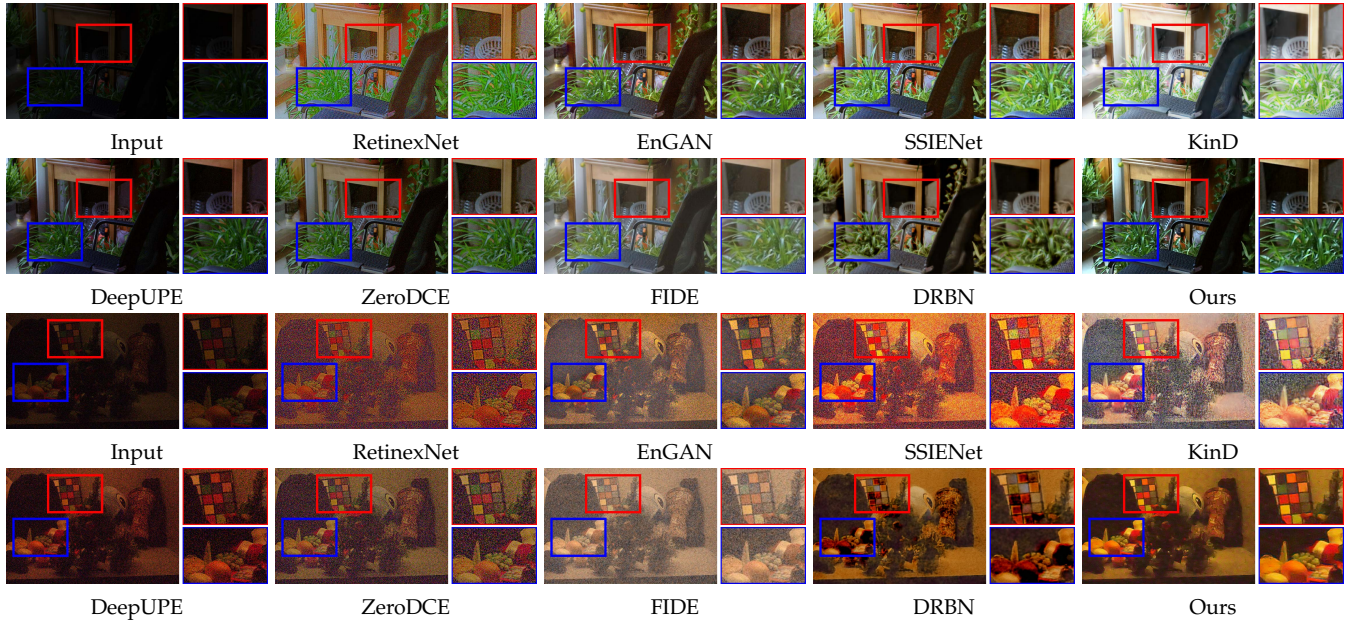 Input RetinexNet EnGAN SSIENet KinD
DeepUPE ZeroDCE FIDE DRBN Ours
Input RetinexNet EnGAN SSIENet KinD
DeepUPE ZeroDCE FIDE DRBN Ours